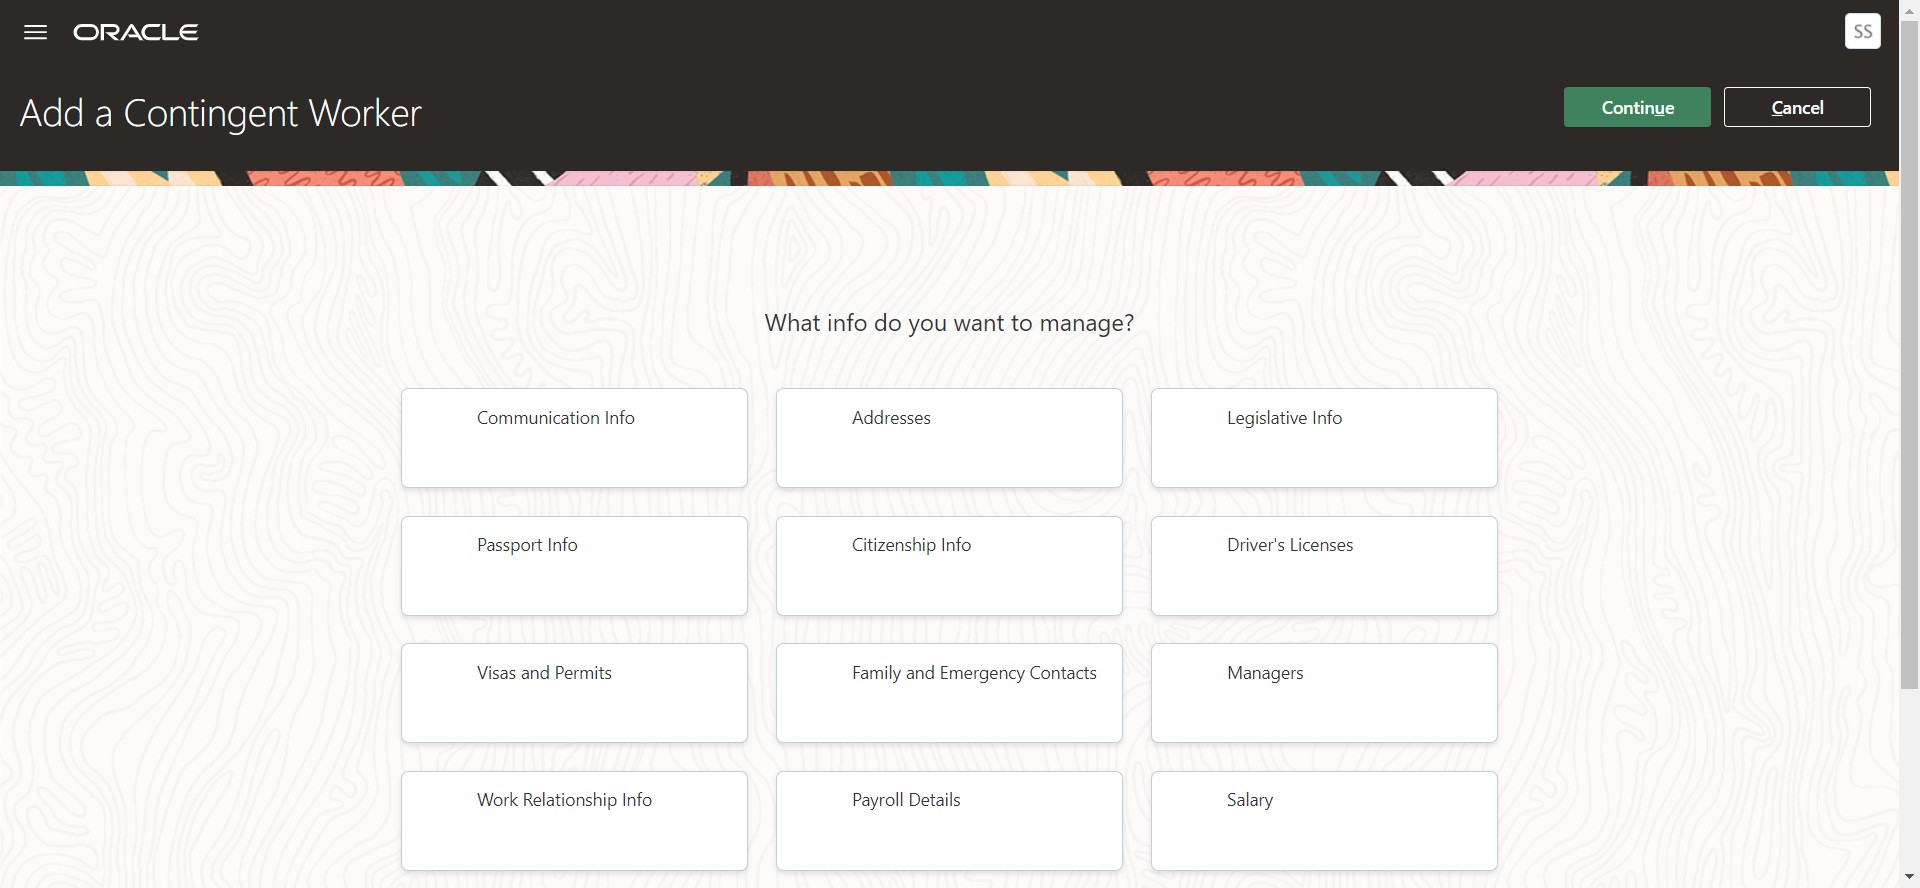 ORACLE
SS
Add a Contingent Worker
Continue
Cancel
What info do you want to manage?
Communication Info
Addresses
Legislative Info
Passport Info
Citizenship Info
Driver's Licenses
Visas and Permits
Family and Emergency Contacts
Managers
Work Relationship Info
Payroll Details
Salary